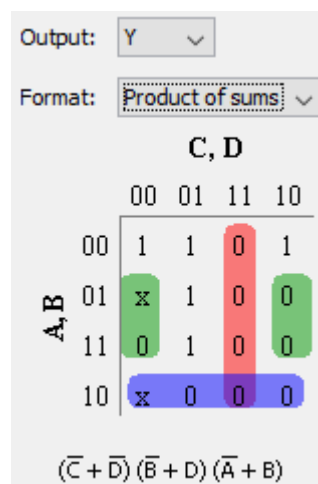 Output: Y
Format: Product of sums
C, D
00 01 11 10
00 1 1 0 1
A, B
01 x 1 0 0
11 0 1 0 0
10 x 0 0 0
(C̅ + D̅) (B̅ + D) (A̅ + B)